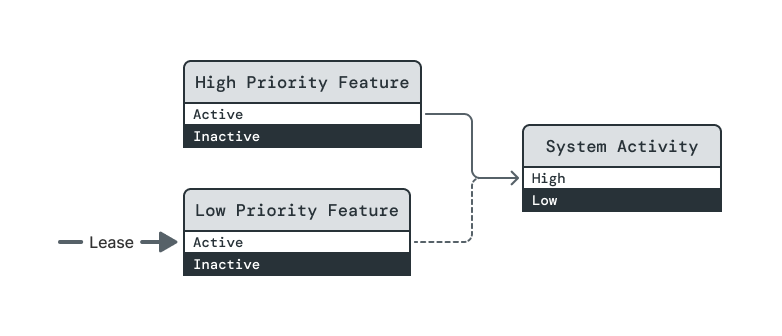 High Priority Feature
Active
Inactive
System Activity
High
Low
Low Priority Feature
Lease
Active
Inactive